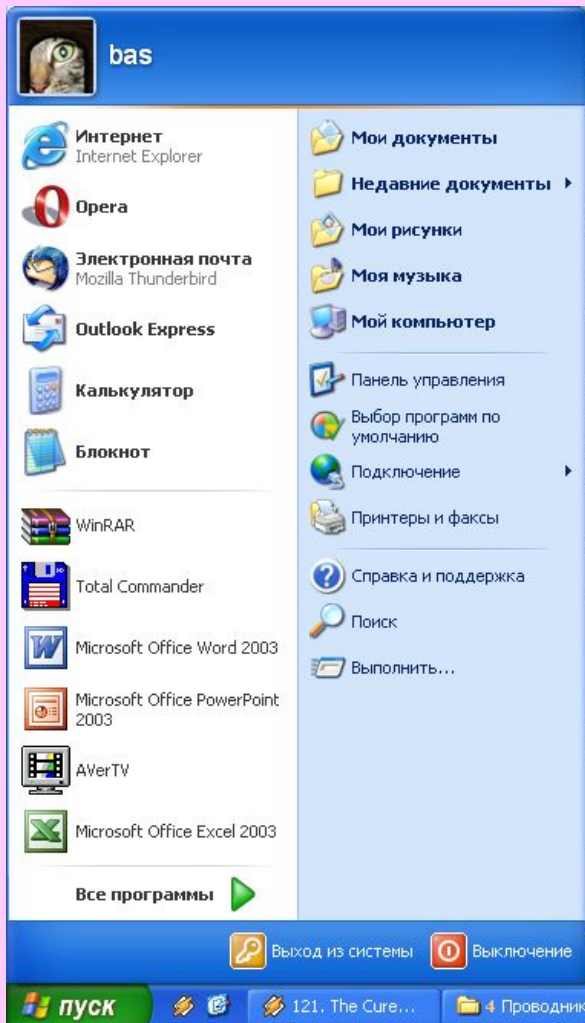 bas
Интернет
Internet Explorer
Opera
Электронная почта
Mozilla Thunderbird
Outlook Express
Калькулятор
Блокнот
WinRAR
Total Commander
Microsoft Office Word 2003
Microsoft Office PowerPoint
2003
AVerTV
Microsoft Office Excel 2003
Все программы
Мои документы
Недавние документы
Мои рисунки
Моя музыка
Мой компьютер
Панель управления
Выбор программ по
умолчанию
Подключение
Принтеры и факсы
Справка и поддержка
Поиск
Выполнить...
Выход из системы
Выключение
пуск
121. The Cure...
4 Проводник